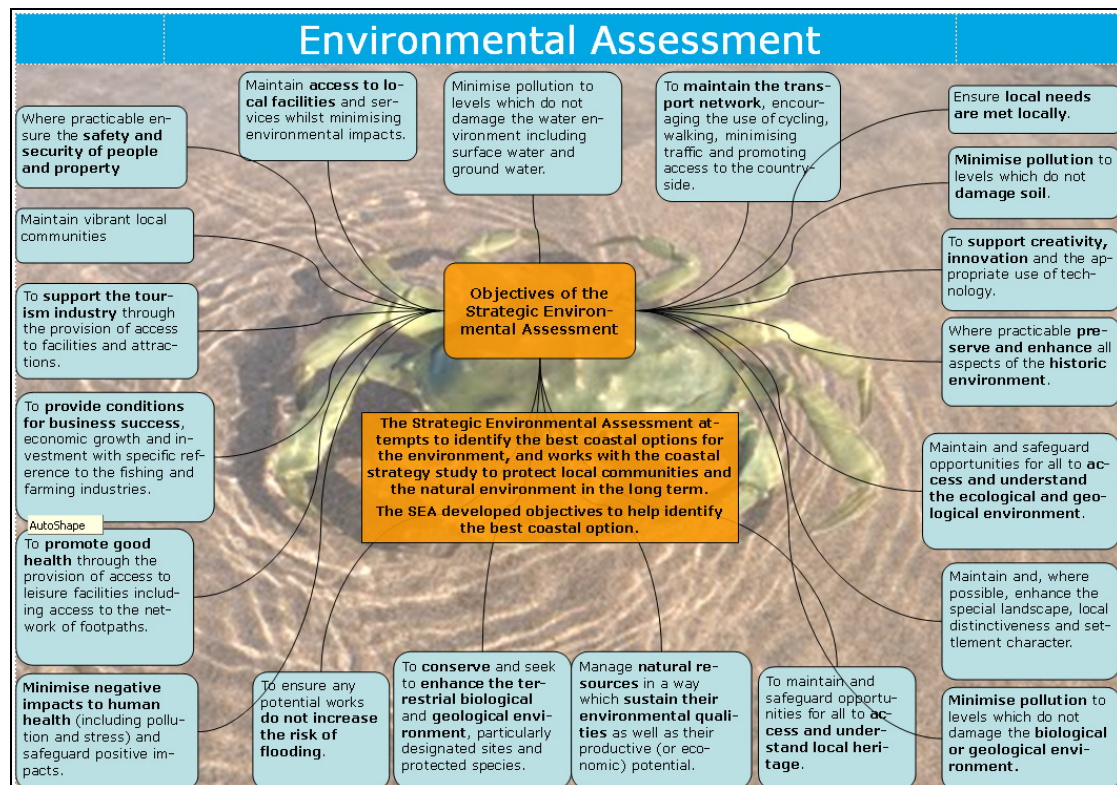 Environmental Assessment
Where practicable en-
sure the safety and
security of people
and property
Maintain access to lo-
cal facilities and ser-
vices whilst minimising
environmental impacts.
Minimise pollution to
levels which do not
damage the water en-
vironment including
surface water and
ground water.
To maintain the trans-
port network, encour-
aging the use of cycling,
walking, minimising
traffic and promoting
access to the country-
side.
Ensure local needs
are met locally.
Maintain vibrant local
communities
Minimise pollution to
levels which do not
damage soil.
To support the tour-
ism industry through
the provision of access
to facilities and attrac-
tions.
Objectives of the
Strategic Environ-
mental Assessment
To support creativity,
innovation and the ap-
propriate use of tech-
nology.
Where practicable pre-
serve and enhance all
aspects of the historic
environment.
To provide conditions
for business success,
economic growth and in-
vestment with specific ref-
erence to the fishing and
farming industries.
The Strategic Environmental Assessment at-
tempts to identify the best coastal options for
the environment, and works with the coastal
strategy study to protect local communities and
the natural environment in the long term.
The SEA developed objectives to help identify
the best coastal option.
Maintain and safeguard
opportunities for all to ac-
cess and understand
the ecological and geo-
logical environment.
AutoShape
To promote good
health through the
provision of access to
leisure facilities includ-
ing access to the net-
work of footpaths.
Maintain and, where
possible, enhance the
special landscape, local
distinctiveness and set-
tlement character.
Minimise negative
impacts to human
health (including pollu-
tion and stress) and
safeguard positive im-
pacts.
To ensure any
potential works
do not increase
the risk of
flooding.
To conserve and seek
to enhance the ter-
restrial biological
and geological envi-
ronment, particularly
designated sites and
protected species.
Manage natural re-
sources in a way
which sustain their
environmental quali-
ties as well as their
productive (or eco-
nomic) potential.
To maintain and
safeguard opportu-
nities for all to ac-
cess and under-
stand local heri-
tage.
Minimise pollution to
levels which do not
damage the biological
or geological envi-
ronment.